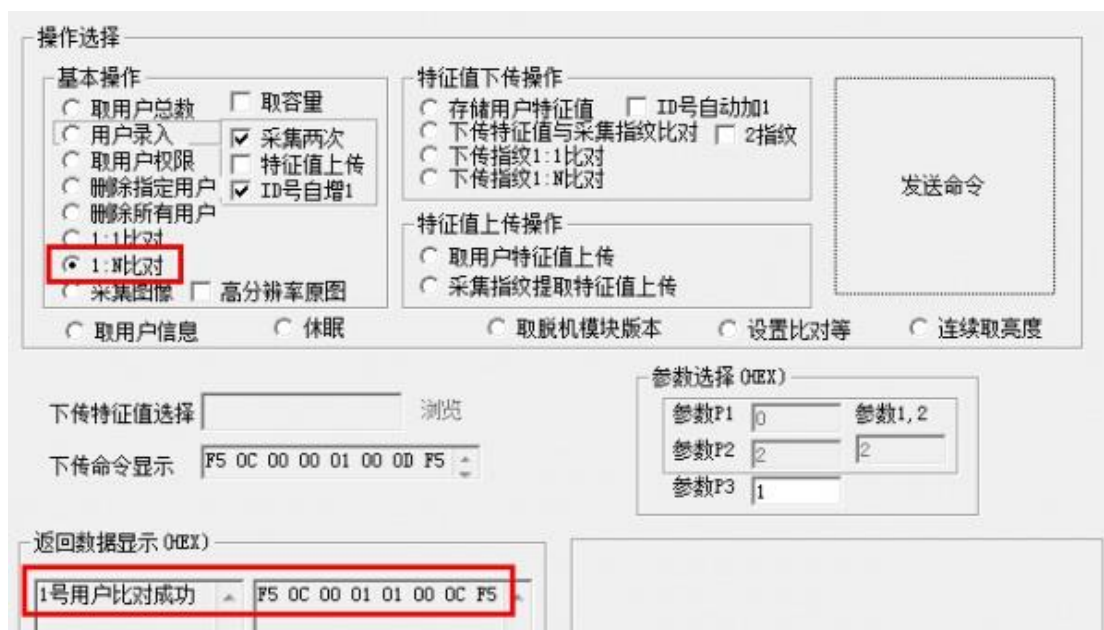 操作选择
基本操作
取用户总数
取容量
用户录入
采集两次
取用户权限
特征值上传
删除指定用户
ID号自增1
删除所有用户
1:1比对
1:N比对
采集图像
高分辨率原图
特征值下传操作
存储用户特征值
ID号自动加1
下传特征值与采集指纹比对
2指纹
下传指纹1:1比对
下传指纹1:N比对
特征值上传操作
取用户特征值上传
采集指纹提取特征值上传
发送命令
取用户信息
休眠
取脱机模块版本
设置比对等
连续取亮度
下传特征值选择
浏览
下传命令显示
F5 0C 00 00 01 00 0D F5
参数选择(HEX)
参数P1
0
参数1,2
参数P2
2
2
参数P3
1
返回数据显示(HEX)
1号用户比对成功
F5 0C 00 01 01 00 0C F5